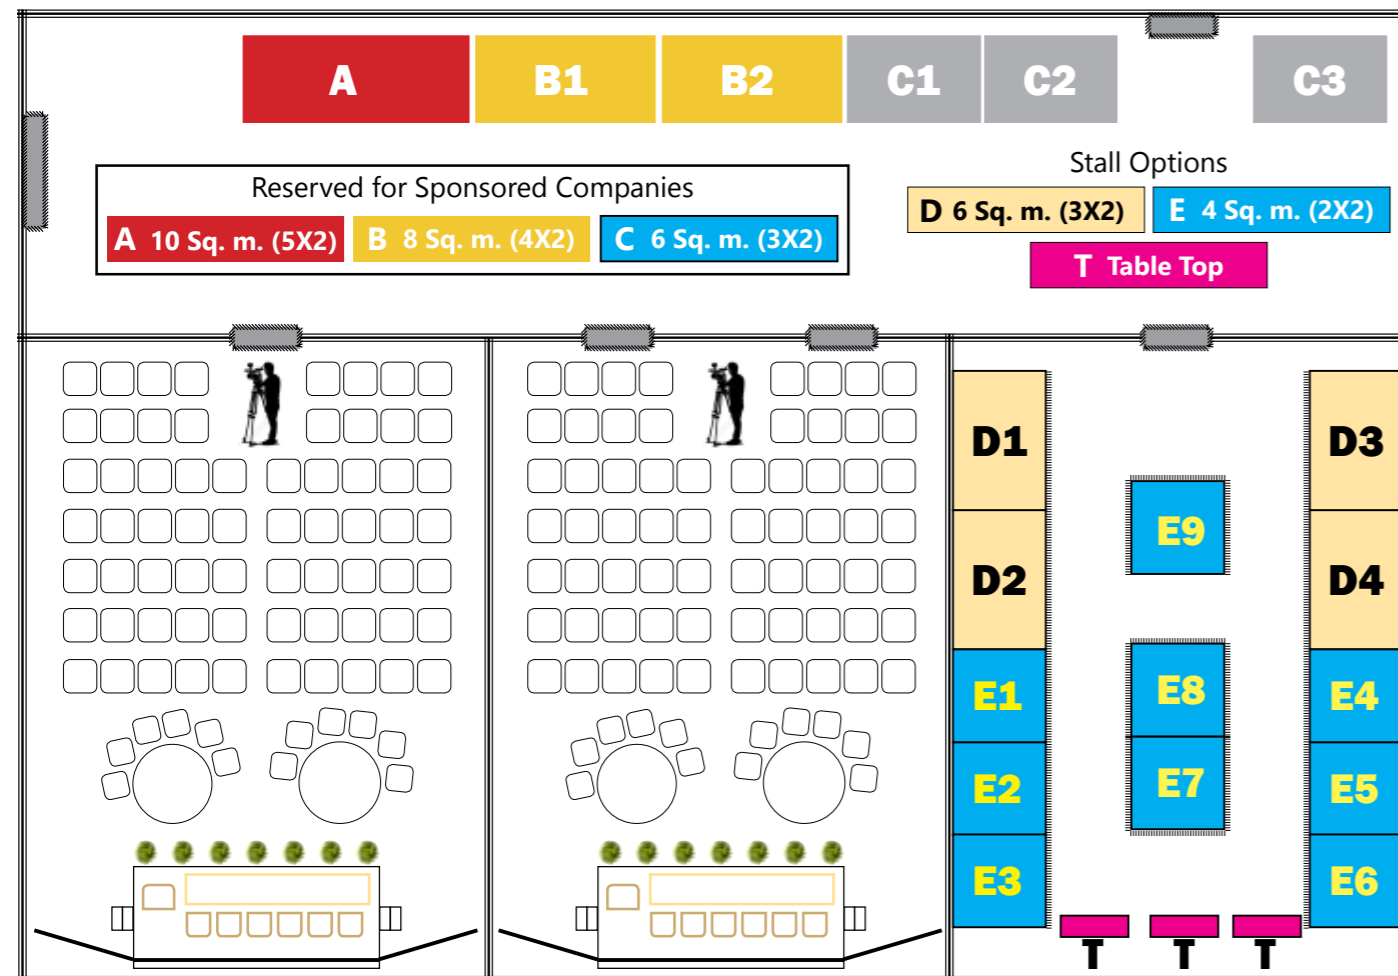 A B1 B2 C1 C2 C3
Stall Options
Reserved for Sponsored Companies
D 6 Sq. m. (3X2) E 4 Sq. m. (2X2)
A 10 Sq. m. (5X2) B 8 Sq. m. (4X2) C 6 Sq. m. (3X2)
T Table Top
D1 D3
E9
D2 D4
E1 E8 E4
E2 E7 E5
E3 E6
T T T